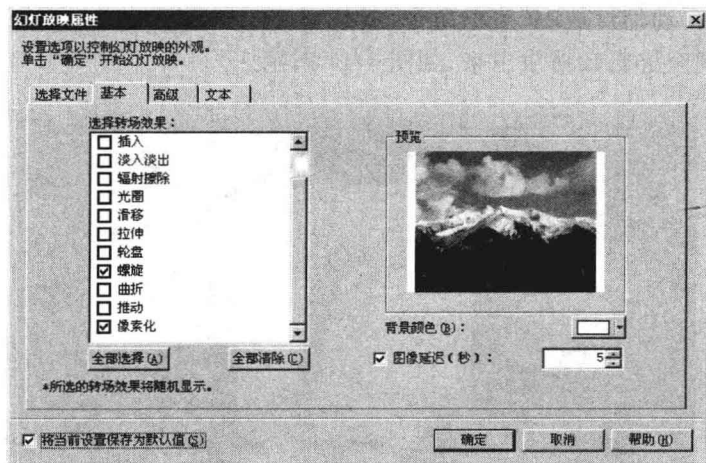 幻灯放映属性
设置选项以控制幻灯放映的外观。
单击“确定”开始幻灯放映。
选择文件 基本 高级 文本
选择转场效果：
插入
淡入淡出
辐射擦除
光圈
滑移
拉伸
轮盘
螺旋
曲折
推动
像素化
全部选择(A) 全部清除(C)
*所选的转场效果将随机显示。
预览
背景颜色(B)：
图像延迟(秒)： 5
将当前设置保存为默认值(S)
确定 取消 帮助(H)